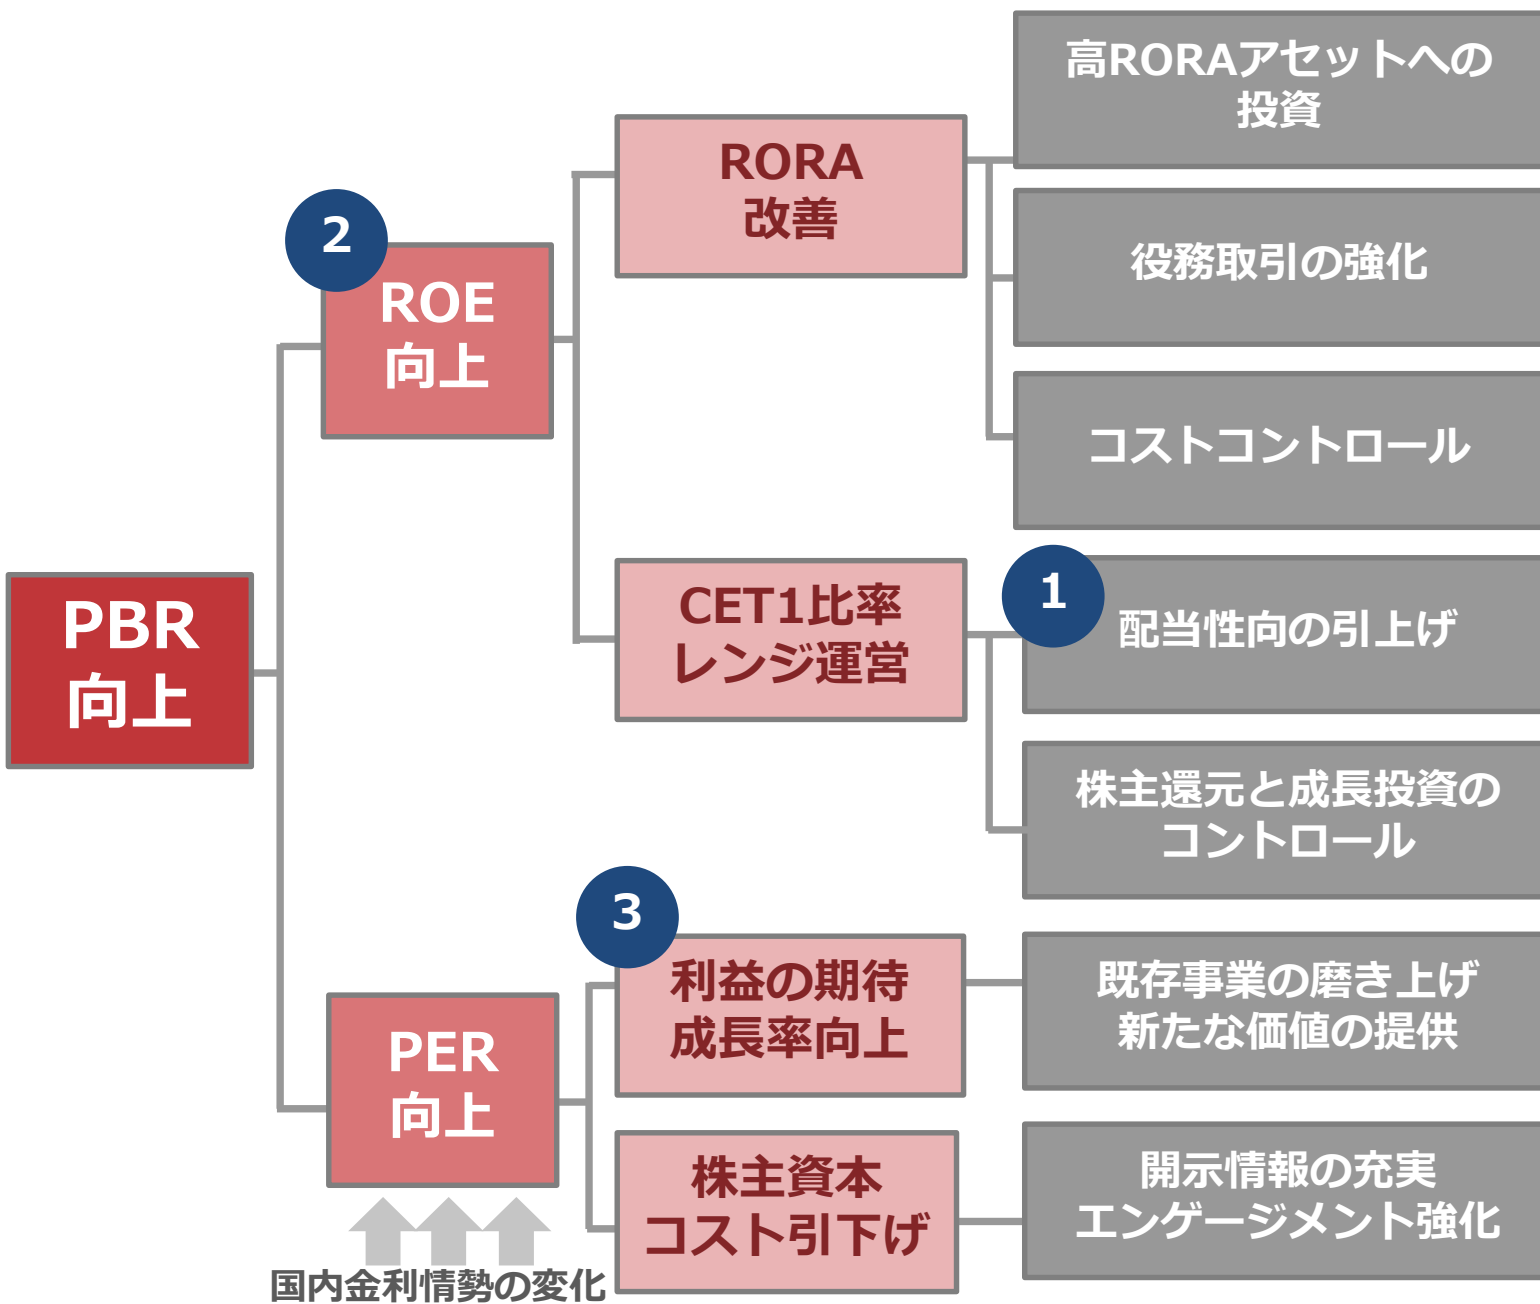 PBR
向上
2
ROE
向上
RORA
改善
高RORAアセットへの
投資
役務取引の強化
コストコントロール
CET1比率
レンジ運営
1
配当性向の引上げ
株主還元と成長投資の
コントロール
PER
向上
国内金利情勢の変化
3
利益の期待
成長率向上
既存事業の磨き上げ
新たな価値の提供
株主資本
コスト引下げ
開示情報の充実
エンゲージメント強化